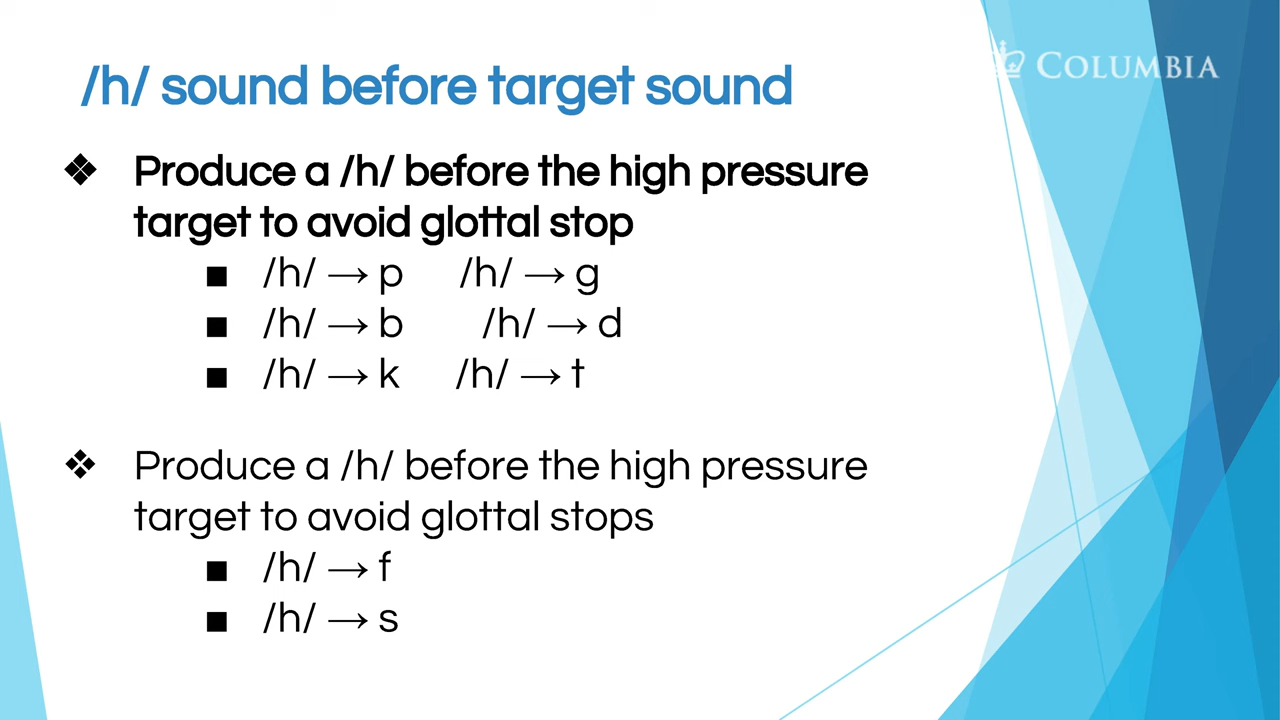 COLUMBIA
/h/ sound before target sound
❖ Produce a /h/ before the high pressure
target to avoid glottal stop
■ /h/ → p /h/ → g
■ /h/ → b /h/ → d
■ /h/ → k /h/ → t
❖ Produce a /h/ before the high pressure
target to avoid glottal stops
■ /h/ → f
■ /h/ → s